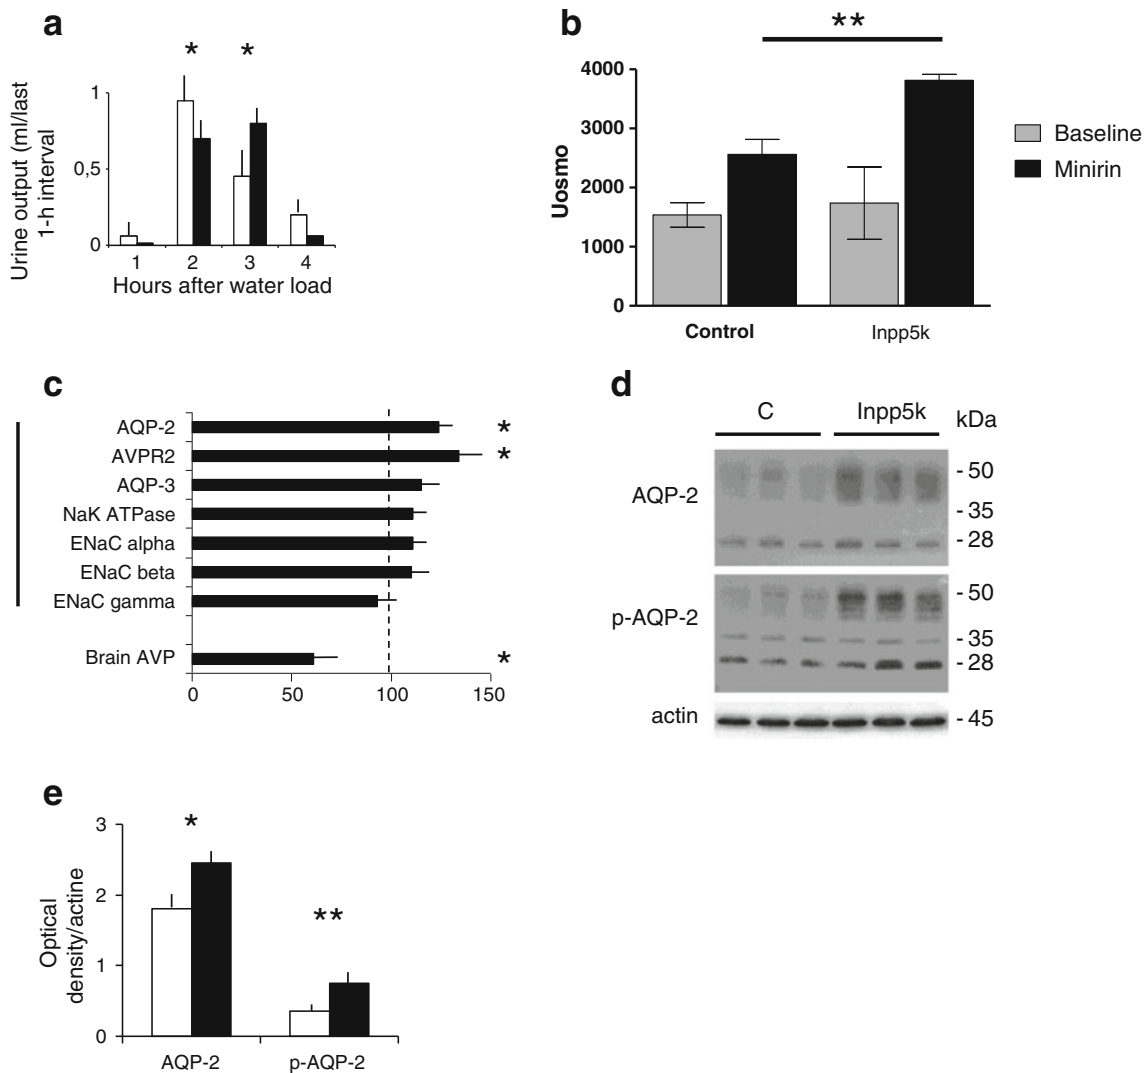 a
Urine output (ml/last
1-h interval
1
0,5
0
* *
1 2 3 4
Hours after water load
b
**
Uosmo
4000
3000
2000
1000
0
Control Inpp5k
Baseline
Minirin
c
AQP-2 *
AVPR2 *
AQP-3
NaK ATPase
ENaC alpha
ENaC beta
ENaC gamma
Brain AVP *
0 50 100 150
d
C Inpp5k kDa
AQP-2
- 50
- 35
- 28
p-AQP-2
- 50
- 35
- 28
actin - 45
e
Optical
density/actine
3
2
1
0
*
**
AQP-2 p-AQP-2